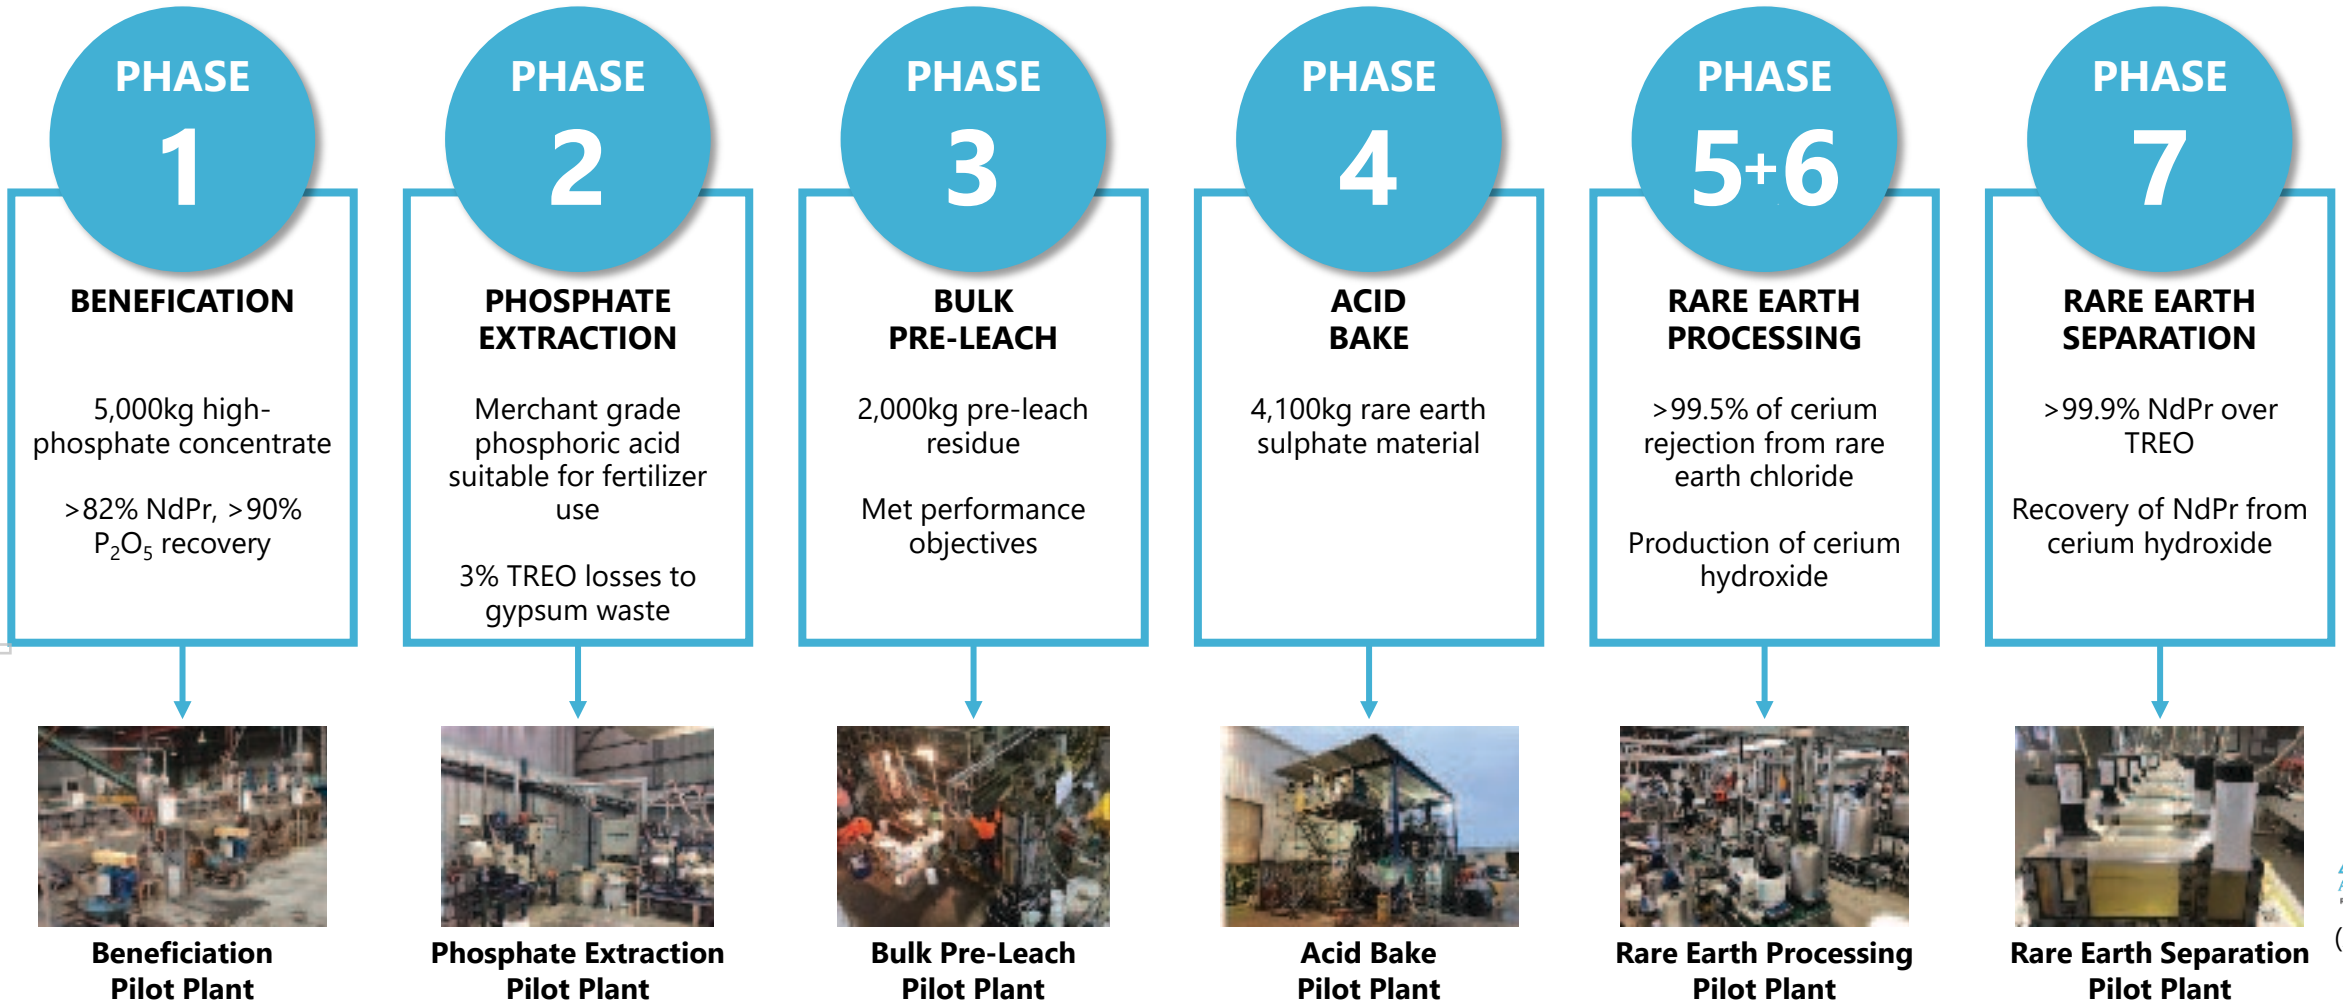 PHASE
1
BENEFICATION
5,000kg high-
phosphate concentrate
>82% NdPr, >90%
P₂O₅ recovery
Beneficiation
Pilot Plant
PHASE
2
PHOSPHATE
EXTRACTION
Merchant grade
phosphoric acid
suitable for fertilizer
use
3% TREO losses to
gypsum waste
Phosphate Extraction
Pilot Plant
PHASE
3
BULK
PRE-LEACH
2,000kg pre-leach
residue
Met performance
objectives
Bulk Pre-Leach
Pilot Plant
PHASE
4
ACID
BAKE
4,100kg rare earth
sulphate material
Acid Bake
Pilot Plant
PHASE
5+6
RARE EARTH
PROCESSING
>99.5% of cerium
rejection from rare
earth chloride
Production of cerium
hydroxide
Rare Earth Processing
Pilot Plant
PHASE
7
RARE EARTH
SEPARATION
>99.9% NdPr over
TREO
Recovery of NdPr from
cerium hydroxide
Rare Earth Separation
Pilot Plant
(